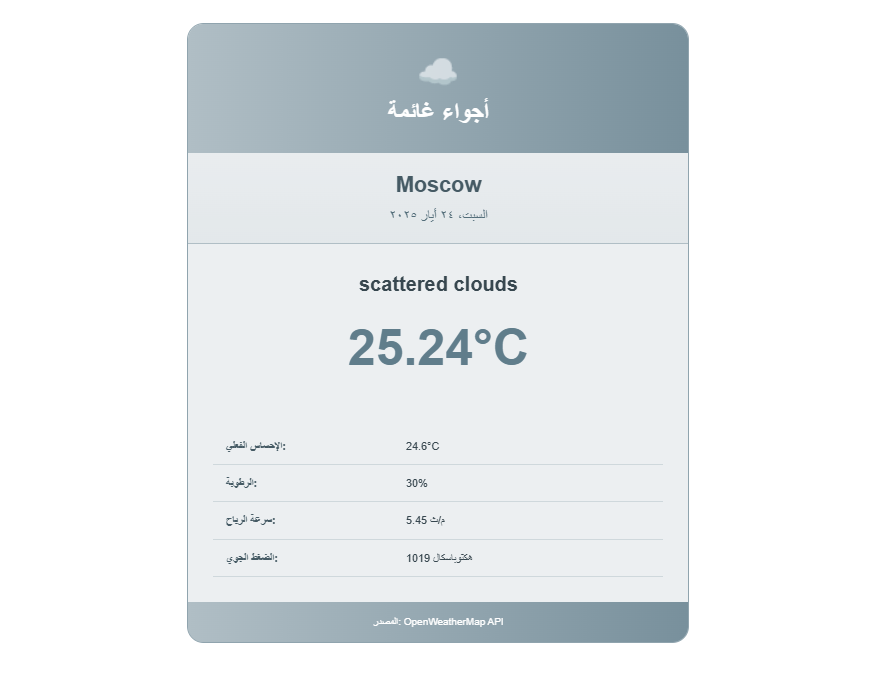 أجواء غائمة
Moscow
السبت، ٢٤ أيار ٢٠٢٥
scattered clouds
25.24°C
الإحساس الفعلي: 24.6°C
الرطوبة: 30%
سرعة الرياح: 5.45 م/ث
الضغط الجوي: 1019 هكتوباسكال
المصدر: OpenWeatherMap API